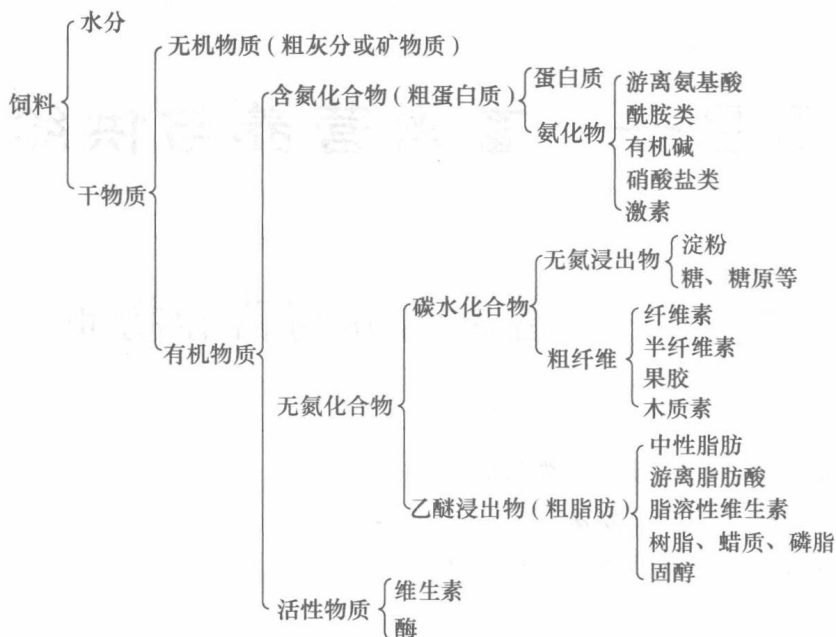 水分
无机物质(粗灰分或矿物质)
蛋白质
游离氨基酸
含氮化合物(粗蛋白质)
饲料
酰胺类
氨化物
有机碱
硝酸盐类
干物质
激素
淀粉
无氮浸出物
糖、糖原等
碳水化合物
纤维素
半纤维素
有机物质
粗纤维
果胶
无氮化合物
木质素
中性脂肪
游离脂肪酸
乙醚浸出物(粗脂肪)
脂溶性维生素
树脂、蜡质、磷脂
固醇
维生素
活性物质
酶